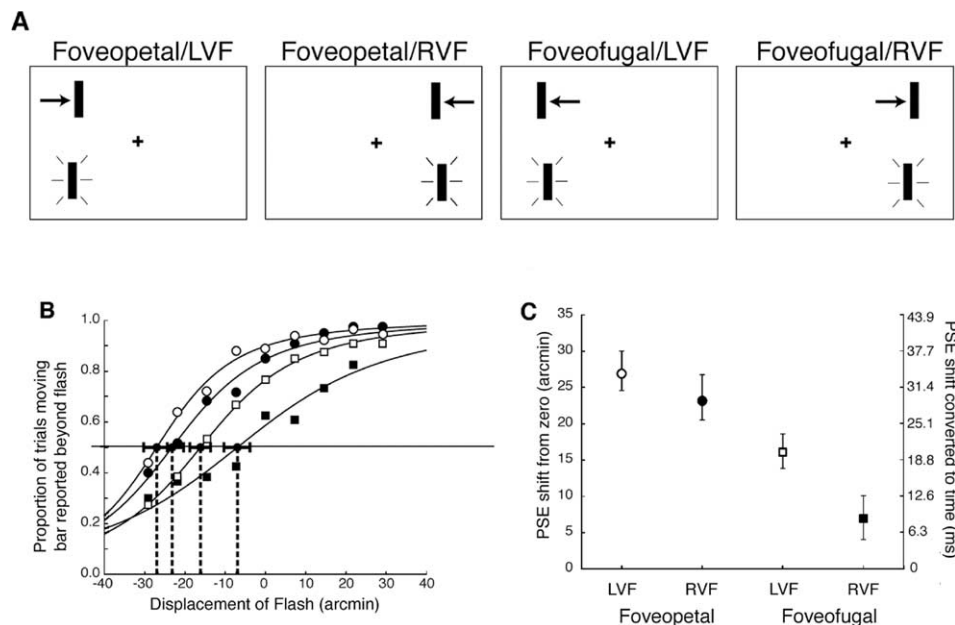 A
Foveopetal/LVF Foveopetal/RVF Foveofugal/LVF Foveofugal/RVF
B
Proportion of trials moving
bar reported beyond flash
1.0
0.8
0.6
0.4
0.2
0.0
-40 -30 -20 -10 0 10 20 30 40
Displacement of Flash (arcmin)
C
PSE shift from zero (arcmin)
35
30
25
20
15
10
5
0
43.9
37.7
31.4
25.1
18.8
12.6
6.3
0
PSE shift converted to time (ms)
LVF RVF LVF RVF
Foveopetal Foveofugal